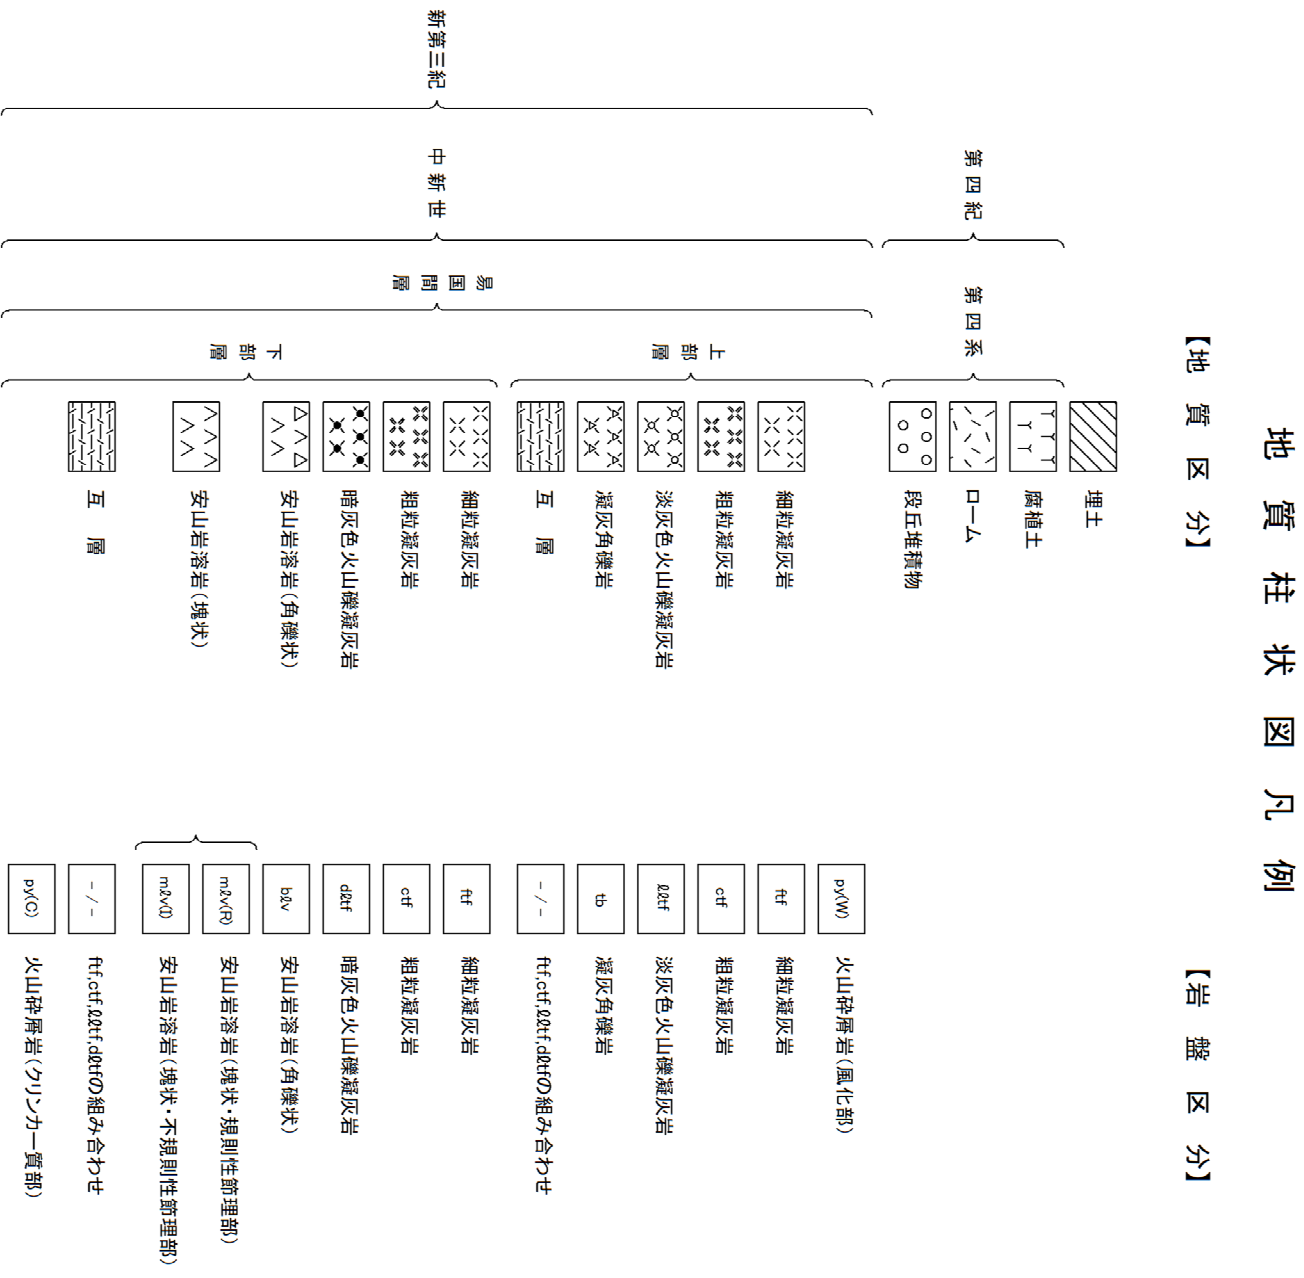 地質柱状図凡例
【地質区分】
【岩盤区分】
埋土
第四紀
第四系
腐植土
ローム
段丘堆積物
新第三紀
中新世
易国間層
上部層
py(W) 火山砕屑岩(風化部)
細粒凝灰岩 ftf 細粒凝灰岩
粗粒凝灰岩 ctf 粗粒凝灰岩
淡灰色火山礫凝灰岩 ℓℓtf 淡灰色火山礫凝灰岩
凝灰角礫岩 tb 凝灰角礫岩
互層 -/- ftf,ctf,ℓℓtf,dℓtfの組み合わせ
下部層
細粒凝灰岩 ftf 細粒凝灰岩
粗粒凝灰岩 ctf 粗粒凝灰岩
暗灰色火山礫凝灰岩 dℓtf 暗灰色火山礫凝灰岩
安山岩溶岩(角礫状) bℓv 安山岩溶岩(角礫状)
安山岩溶岩(塊状) mℓv(R) 安山岩溶岩(塊状・規則性節理部)
mℓv(I) 安山岩溶岩(塊状・不規則性節理部)
互層 -/- ftf,ctf,ℓℓtf,dℓtfの組み合わせ
py(C) 火山砕屑岩(クリンカー質部)